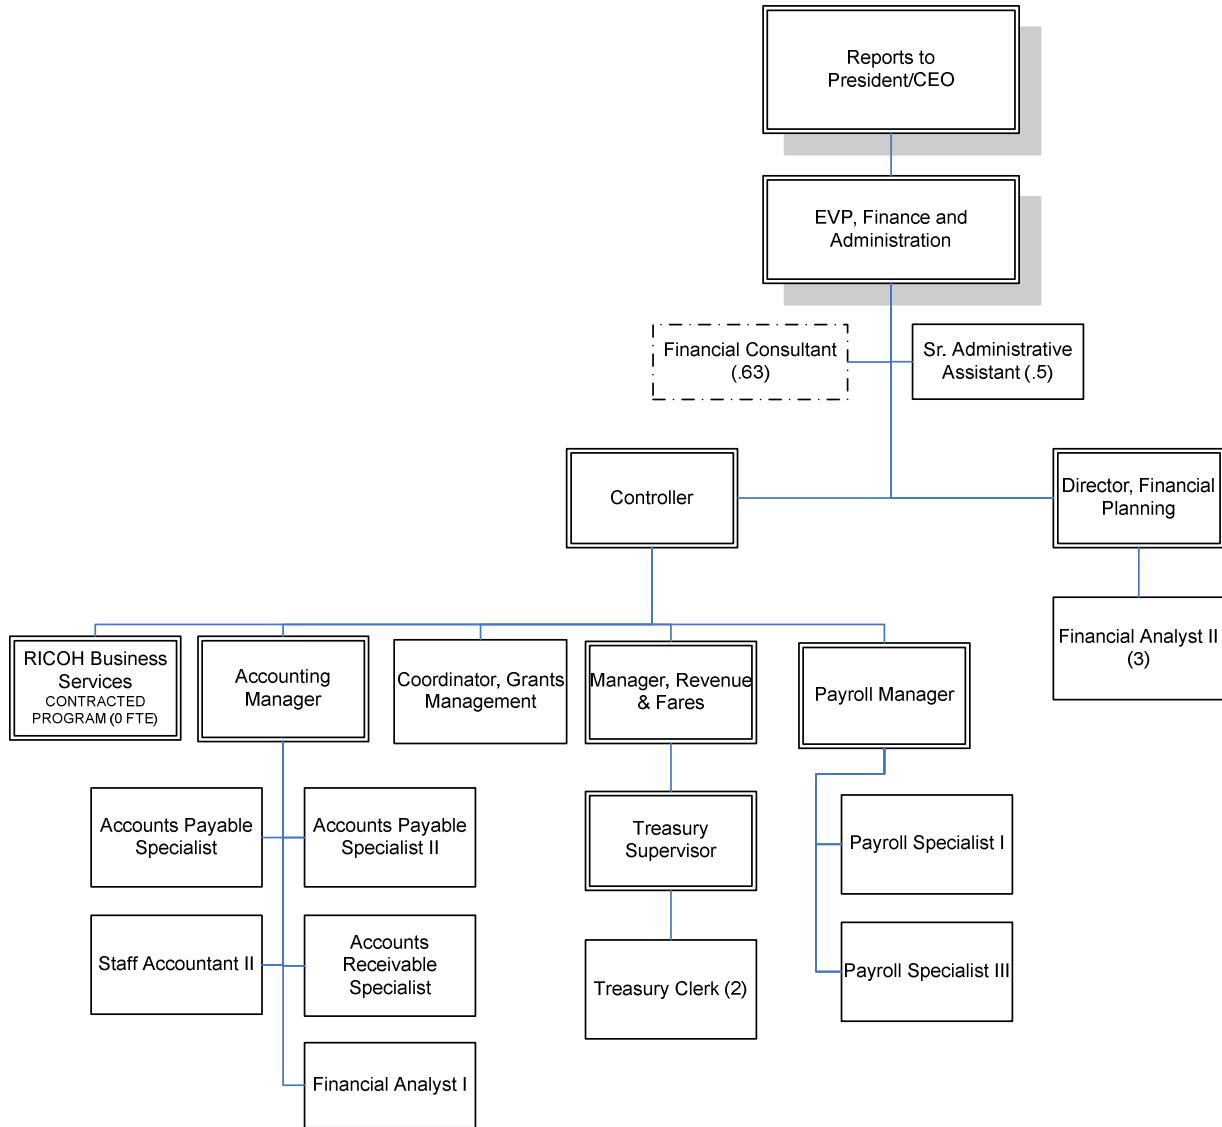 Reports to
President/CEO
EVP, Finance and
Administration
Financial Consultant
(.63)
Sr. Administrative
Assistant (.5)
Controller
Director, Financial
Planning
Financial Analyst II
(3)
RICOH Business
Services
CONTRACTED
PROGRAM (0 FTE)
Accounting
Manager
Coordinator, Grants
Management
Manager, Revenue
& Fares
Payroll Manager
Accounts Payable
Specialist
Accounts Payable
Specialist II
Treasury
Supervisor
Payroll Specialist I
Staff Accountant II
Accounts
Receivable
Specialist
Treasury Clerk (2)
Payroll Specialist III
Financial Analyst I